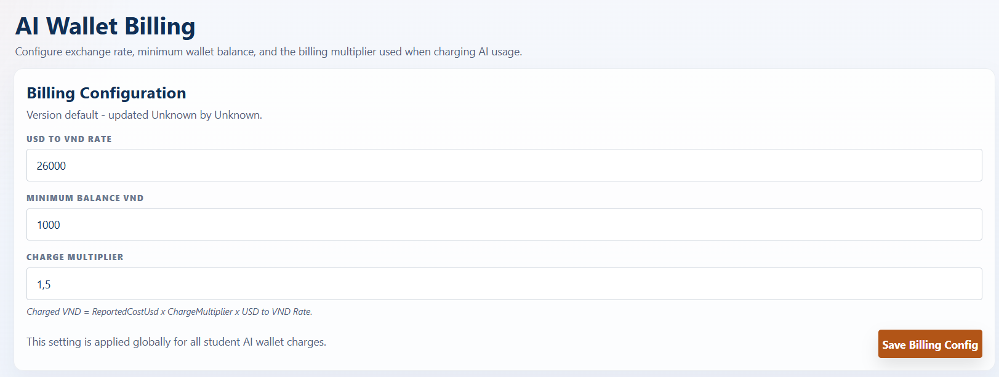 AI Wallet Billing
Configure exchange rate, minimum wallet balance, and the billing multiplier used when charging AI usage.
Billing Configuration
Version default - updated Unknown by Unknown.
USD TO VND RATE
26000
MINIMUM BALANCE VND
1000
CHARGE MULTIPLIER
1,5
Charged VND = ReportedCostUsd x ChargeMultiplier x USD to VND Rate.
This setting is applied globally for all student AI wallet charges.
Save Billing Config